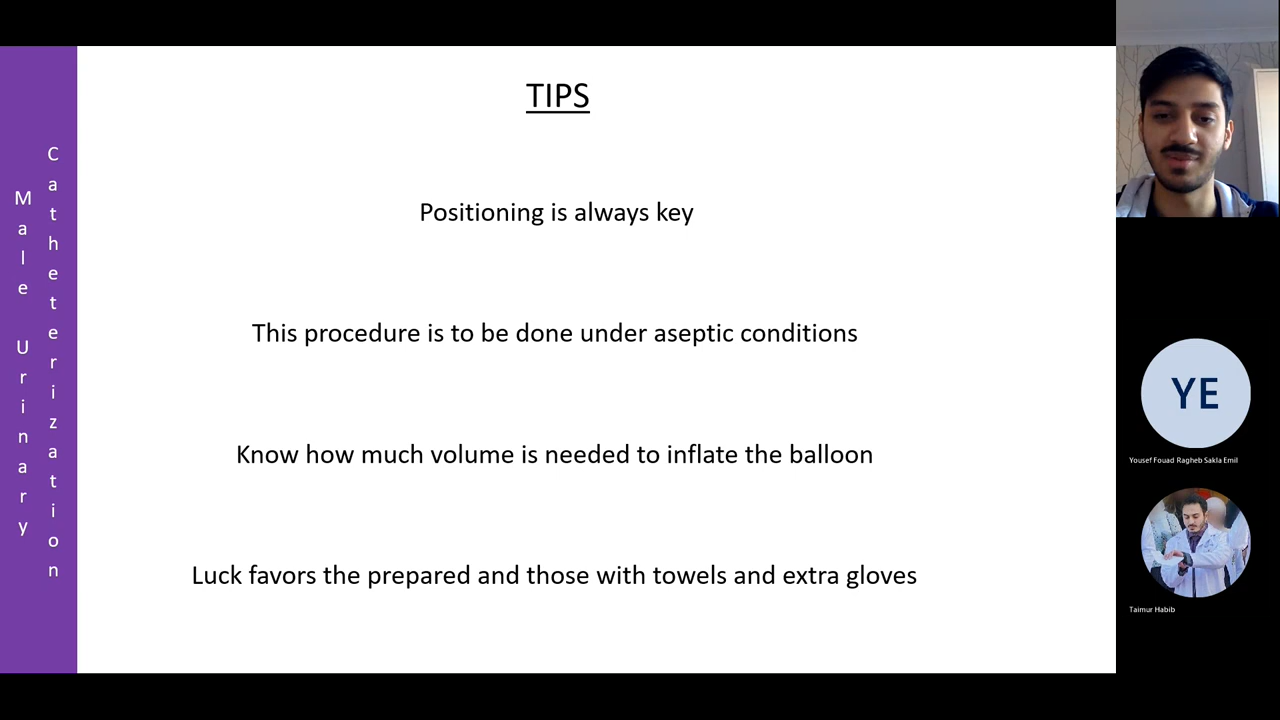 Male Urinary
Catheterization
TIPS
Positioning is always key
This procedure is to be done under aseptic conditions
Know how much volume is needed to inflate the balloon
Luck favors the prepared and those with towels and extra gloves
YE
Yousef Fouad Ragheb Sakla Emil
Taimur Habib